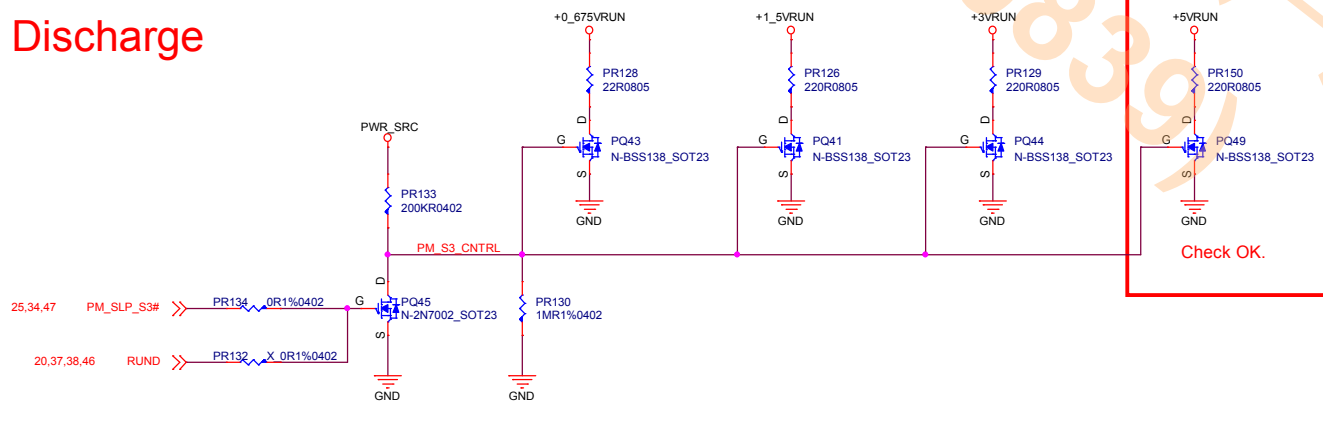 Discharge
+0_675VRUN
PR128
22R0805
D
G
S
PQ43
N-BSS138_SOT23
GND
+1_5VRUN
PR126
220R0805
D
G
S
PQ41
N-BSS138_SOT23
GND
+3VRUN
PR129
220R0805
D
G
S
PQ44
N-BSS138_SOT23
GND
+5VRUN
PR150
220R0805
D
G
S
PQ49
N-BSS138_SOT23
GND
Check OK.
PWR_SRC
PR133
200KR0402
PM_S3_CNTRL
25,34,47 PM_SLP_S3#
PR134 0R1%0402
D
G
S
PQ45
N-2N7002_SOT23
GND
PR130
1MR1%0402
GND
20,37,38,46 RUND
PR132 X_0R1%0402
839)